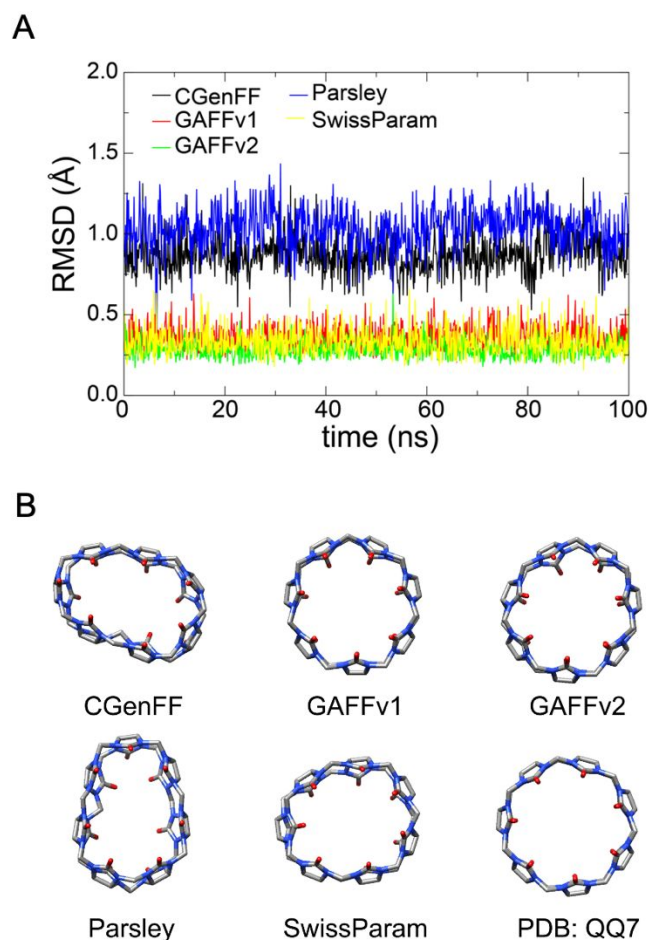 A
2.0
1.5
1.0
0.5
0.0
RMSD (Å)
CGenFF
GAFFv1
GAFFv2
Parsley
SwissParam
0 20 40 60 80 100
time (ns)
B
CGenFF GAFFv1 GAFFv2
Parsley SwissParam PDB: QQ7